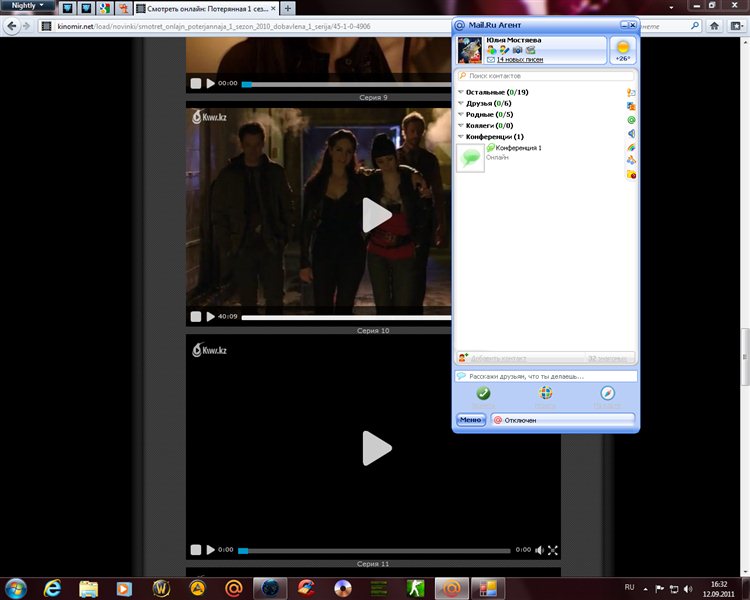 Nightly
Смотреть онлайн: Потерянная 1 сез...
kinomir.net/load/novinki/smotret_onlajn_poterjannaja_1_sezon_2010_dobavlena_1_serija/45-1-0-4906
00:00
Серия 9
Kиwi.kz
40:09
Серия 10
Kиwi.kz
0:00
0:00
Серия 11
Mail.Ru Агент
Юлия Мостяева
14 новых писем
+26°
Поиск контактов
Остальные (0/19)
Друзья (0/6)
Родные (0/5)
Коллеги (0/0)
Конференции (1)
Конференция 1
Онлайн
Добавить контакт
32 знакомых
Расскажи друзьям, что ты делаешь...
Меню
Отключен
RU
16:32
12.09.2011